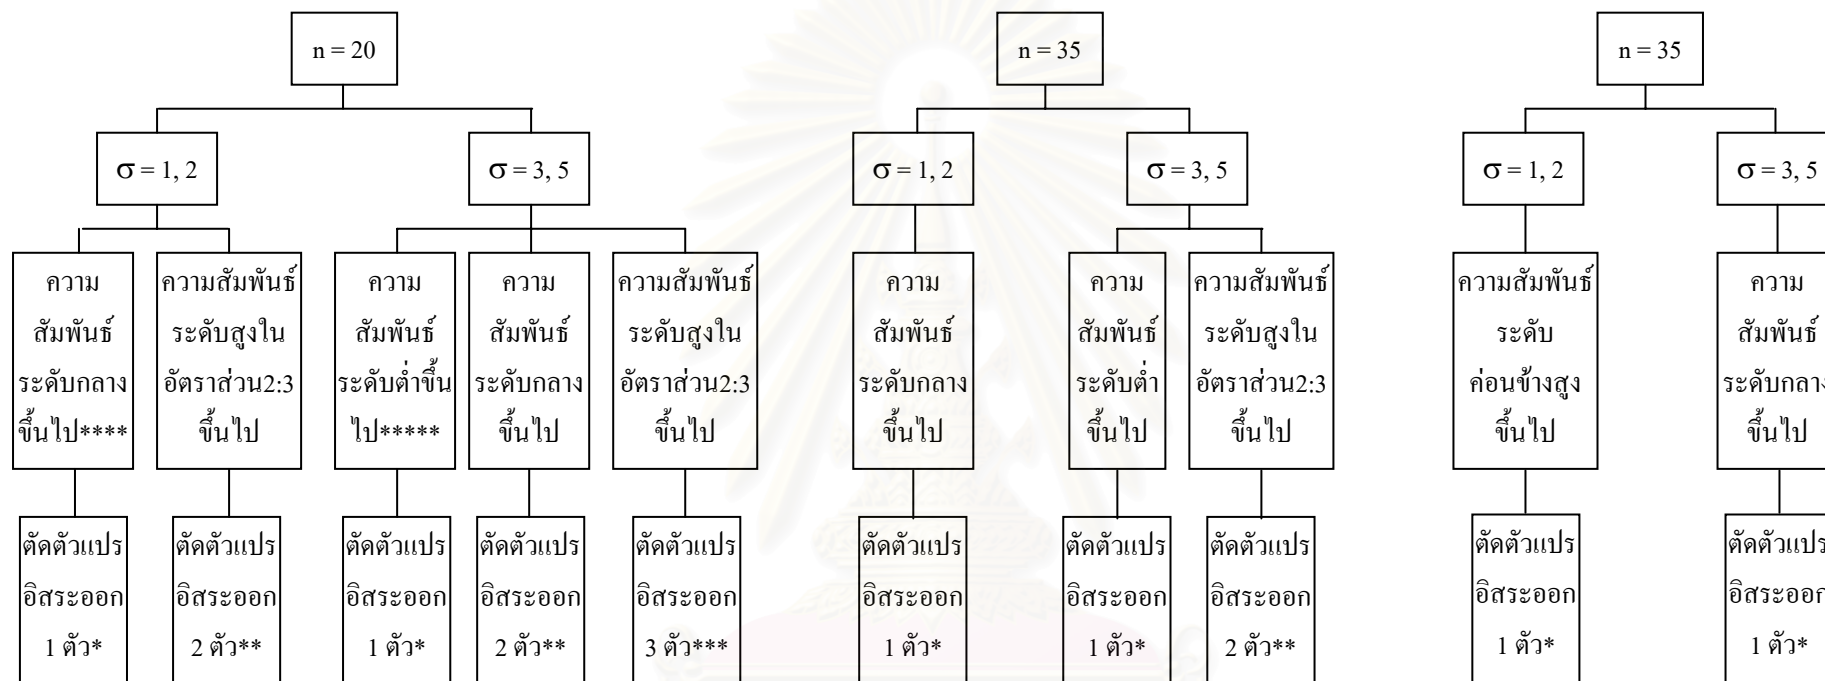 n = 20
n = 35
n = 35
σ = 1, 2
σ = 3, 5
σ = 1, 2
σ = 3, 5
σ = 1, 2
σ = 3, 5
ความ
สัมพันธ์
ระดับกลาง
ขึ้นไป****
ความสัมพันธ์
ระดับสูงใน
อัตราส่วน2:3
ขึ้นไป
ความ
สัมพันธ์
ระดับต่ำขึ้น
ไป*****
ความ
สัมพันธ์
ระดับกลาง
ขึ้นไป
ความสัมพันธ์
ระดับสูงใน
อัตราส่วน2:3
ขึ้นไป
ความ
สัมพันธ์
ระดับกลาง
ขึ้นไป
ความ
สัมพันธ์
ระดับต่ำ
ขึ้นไป
ความสัมพันธ์
ระดับสูงใน
อัตราส่วน2:3
ขึ้นไป
ความสัมพันธ์
ระดับ
ค่อนข้างสูง
ขึ้นไป
ความ
สัมพันธ์
ระดับกลาง
ขึ้นไป
ตัดตัวแปร
อิสระออก
1 ตัว*
ตัดตัวแปร
อิสระออก
2 ตัว**
ตัดตัวแปร
อิสระออก
1 ตัว*
ตัดตัวแปร
อิสระออก
2 ตัว**
ตัดตัวแปร
อิสระออก
3 ตัว***
ตัดตัวแปร
อิสระออก
1 ตัว*
ตัดตัวแปร
อิสระออก
1 ตัว*
ตัดตัวแปร
อิสระออก
2 ตัว**
ตัดตัวแปร
อิสระออก
1 ตัว*
ตัดตัวแปร
อิสระออก
1 ตัว*